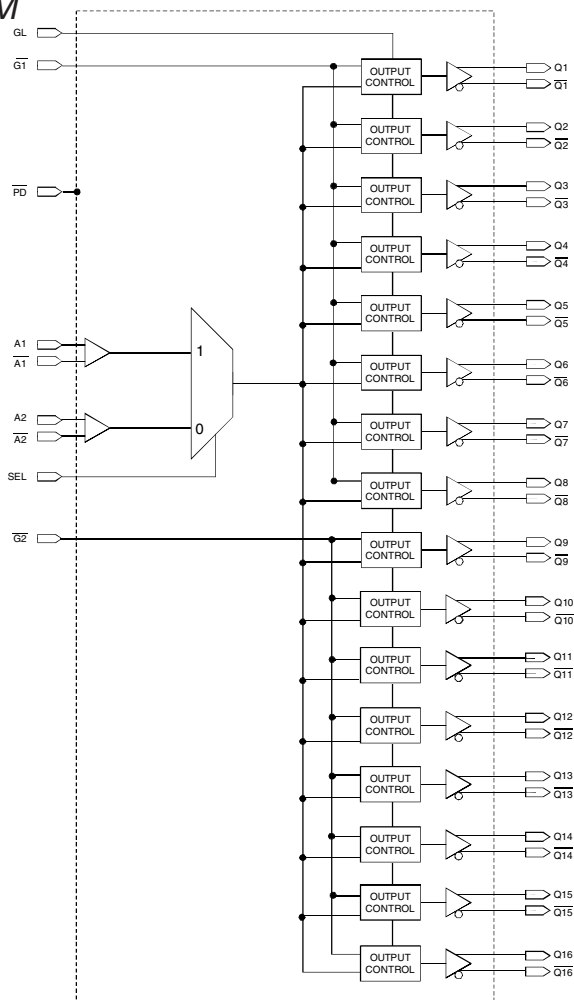 M
GL
G1
PD
A1
A1
A2
A2
SEL
G2
1
0
OUTPUT
CONTROL
Q1
Q1
OUTPUT
CONTROL
Q2
Q2
OUTPUT
CONTROL
Q3
Q3
OUTPUT
CONTROL
Q4
Q4
OUTPUT
CONTROL
Q5
Q5
OUTPUT
CONTROL
Q6
Q6
OUTPUT
CONTROL
Q7
Q7
OUTPUT
CONTROL
Q8
Q8
OUTPUT
CONTROL
Q9
Q9
OUTPUT
CONTROL
Q10
Q10
OUTPUT
CONTROL
Q11
Q11
OUTPUT
CONTROL
Q12
Q12
OUTPUT
CONTROL
Q13
Q13
OUTPUT
CONTROL
Q14
Q14
OUTPUT
CONTROL
Q15
Q15
OUTPUT
CONTROL
Q16
Q16